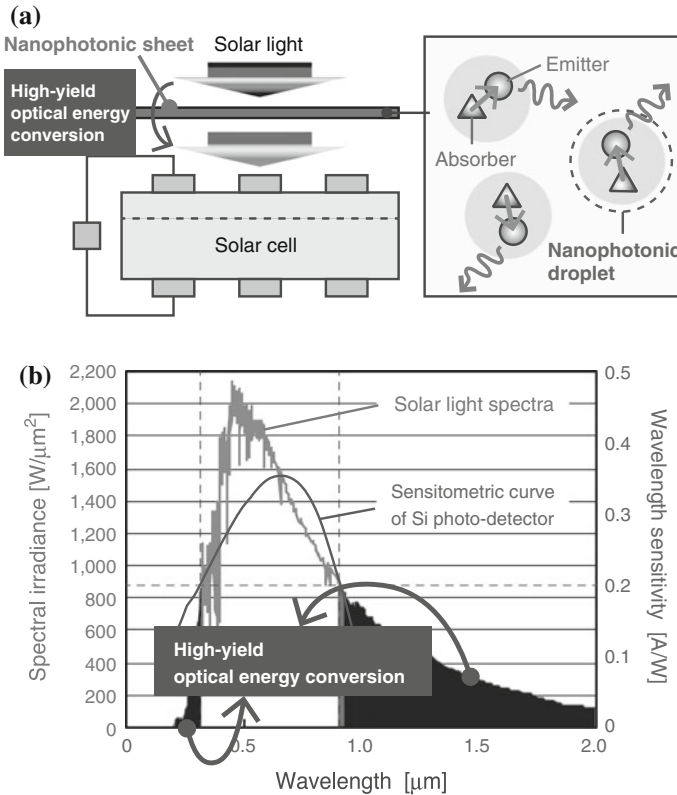 (a)
Nanophotonic sheet
Solar light
High-yield
optical energy
conversion
Solar cell
Emitter
Absorber
Nanophotonic
droplet
(b)
Spectral irradiance [W/μm²]
2,200
2,000
1,800
1,600
1,400
1,200
1,000
800
600
400
200
0
Solar light spectra
Sensitometric curve
of Si photo-detector
High-yield
optical energy conversion
0.5
0.4
0.3
0.2
0.1
0
Wavelength sensitivity [A/W]
0
0.5
1.0
1.5
2.0
Wavelength [μm]